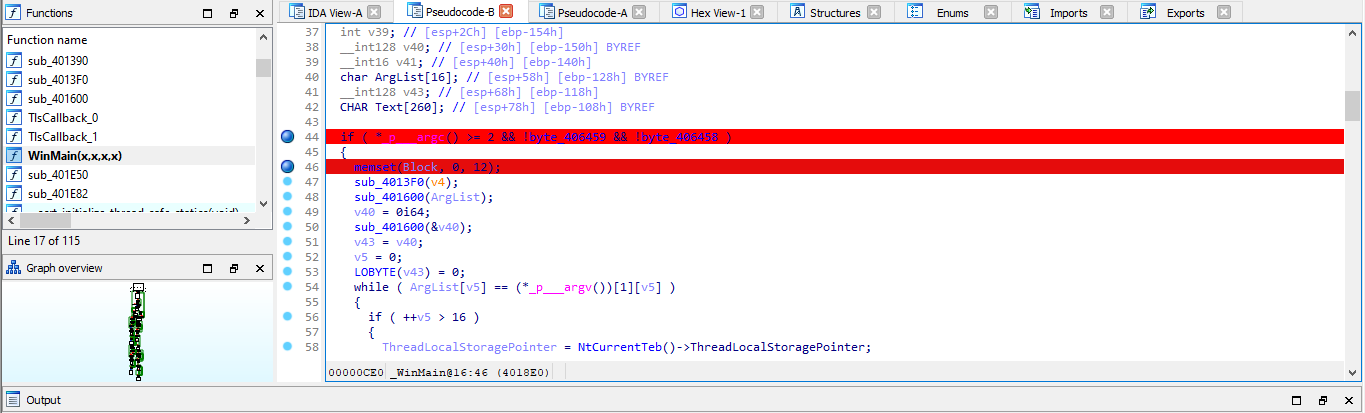 Functions
Function name
sub_401390
sub_4013F0
sub_401600
TlsCallback_0
TlsCallback_1
WinMain(x,x,x,x)
sub_401E50
sub_401E82
Line 17 of 115
Graph overview
IDA View-A
Pseudocode-B
Pseudocode-A
Hex View-1
Structures
Enums
Imports
Exports
37 int v39; // [esp+2Ch] [ebp-154h]
38 __int128 v40; // [esp+30h] [ebp-150h] BYREF
39 __int16 v41; // [esp+40h] [ebp-140h]
40 char ArgList[16]; // [esp+58h] [ebp-128h] BYREF
41 __int128 v43; // [esp+68h] [ebp-118h]
42 CHAR Text[260]; // [esp+78h] [ebp-108h] BYREF
43
44 if ( *_p___argc() >= 2 && !byte_406459 && !byte_406458 )
45 {
46 memset(Block, 0, 12);
47 sub_4013F0(v4);
48 sub_401600(ArgList);
49 v40 = 0i64;
50 sub_401600(&v40);
51 v43 = v40;
52 v5 = 0;
53 LOBYTE(v43) = 0;
54 while ( ArgList[v5] == (*_p___argv())[1][v5] )
55 {
56 if ( ++v5 > 16 )
57 {
58 ThreadLocalStoragePointer = NtCurrentTeb()->ThreadLocalStoragePointer;
00000CE0 _WinMain@16:46 (4018E0)
Output